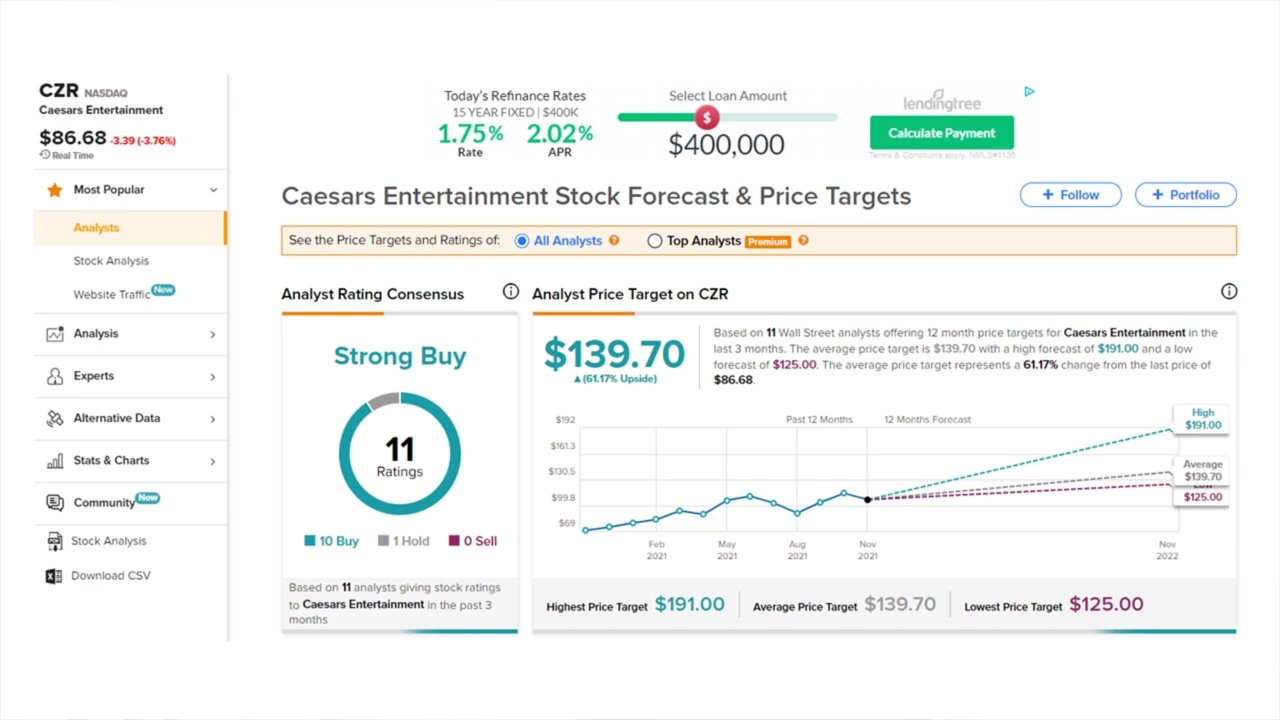 CZR NASDAQ
Caesars Entertainment
$86.68 -3.39 (-3.76%)
Real Time
Most Popular
Analysts
Stock Analysis
Website Traffic New
Analysis
Experts
Alternative Data
Stats & Charts
Community New
Stock Analysis
Download CSV
Today's Refinance Rates
15 YEAR FIXED | $400K
1.75% 2.02%
Rate APR
Select Loan Amount
$
$400,000
lendingtree
Calculate Payment
Terms & Conditions apply. NMLS#1136
Caesars Entertainment Stock Forecast & Price Targets
+ Follow
+ Portfolio
See the Price Targets and Ratings of: All Analysts ? Top Analysts Premium ?
Analyst Rating Consensus
Strong Buy
11
Ratings
10 Buy 1 Hold 0 Sell
Based on 11 analysts giving stock ratings
to Caesars Entertainment in the past 3
months
Analyst Price Target on CZR
$139.70
▲(61.17% Upside)
Based on 11 Wall Street analysts offering 12 month price targets for Caesars Entertainment in the
last 3 months. The average price target is $139.70 with a high forecast of $191.00 and a low
forecast of $125.00. The average price target represents a 61.17% change from the last price of
$86.68.
Past 12 Months 12 Months Forecast
$192
$161.3
$130.5
$99.8
$69
High
$191.00
Average
$139.70
Low
$125.00
Feb
2021
May
2021
Aug
2021
Nov
2021
Nov
2022
Highest Price Target $191.00
Average Price Target $139.70
Lowest Price Target $125.00